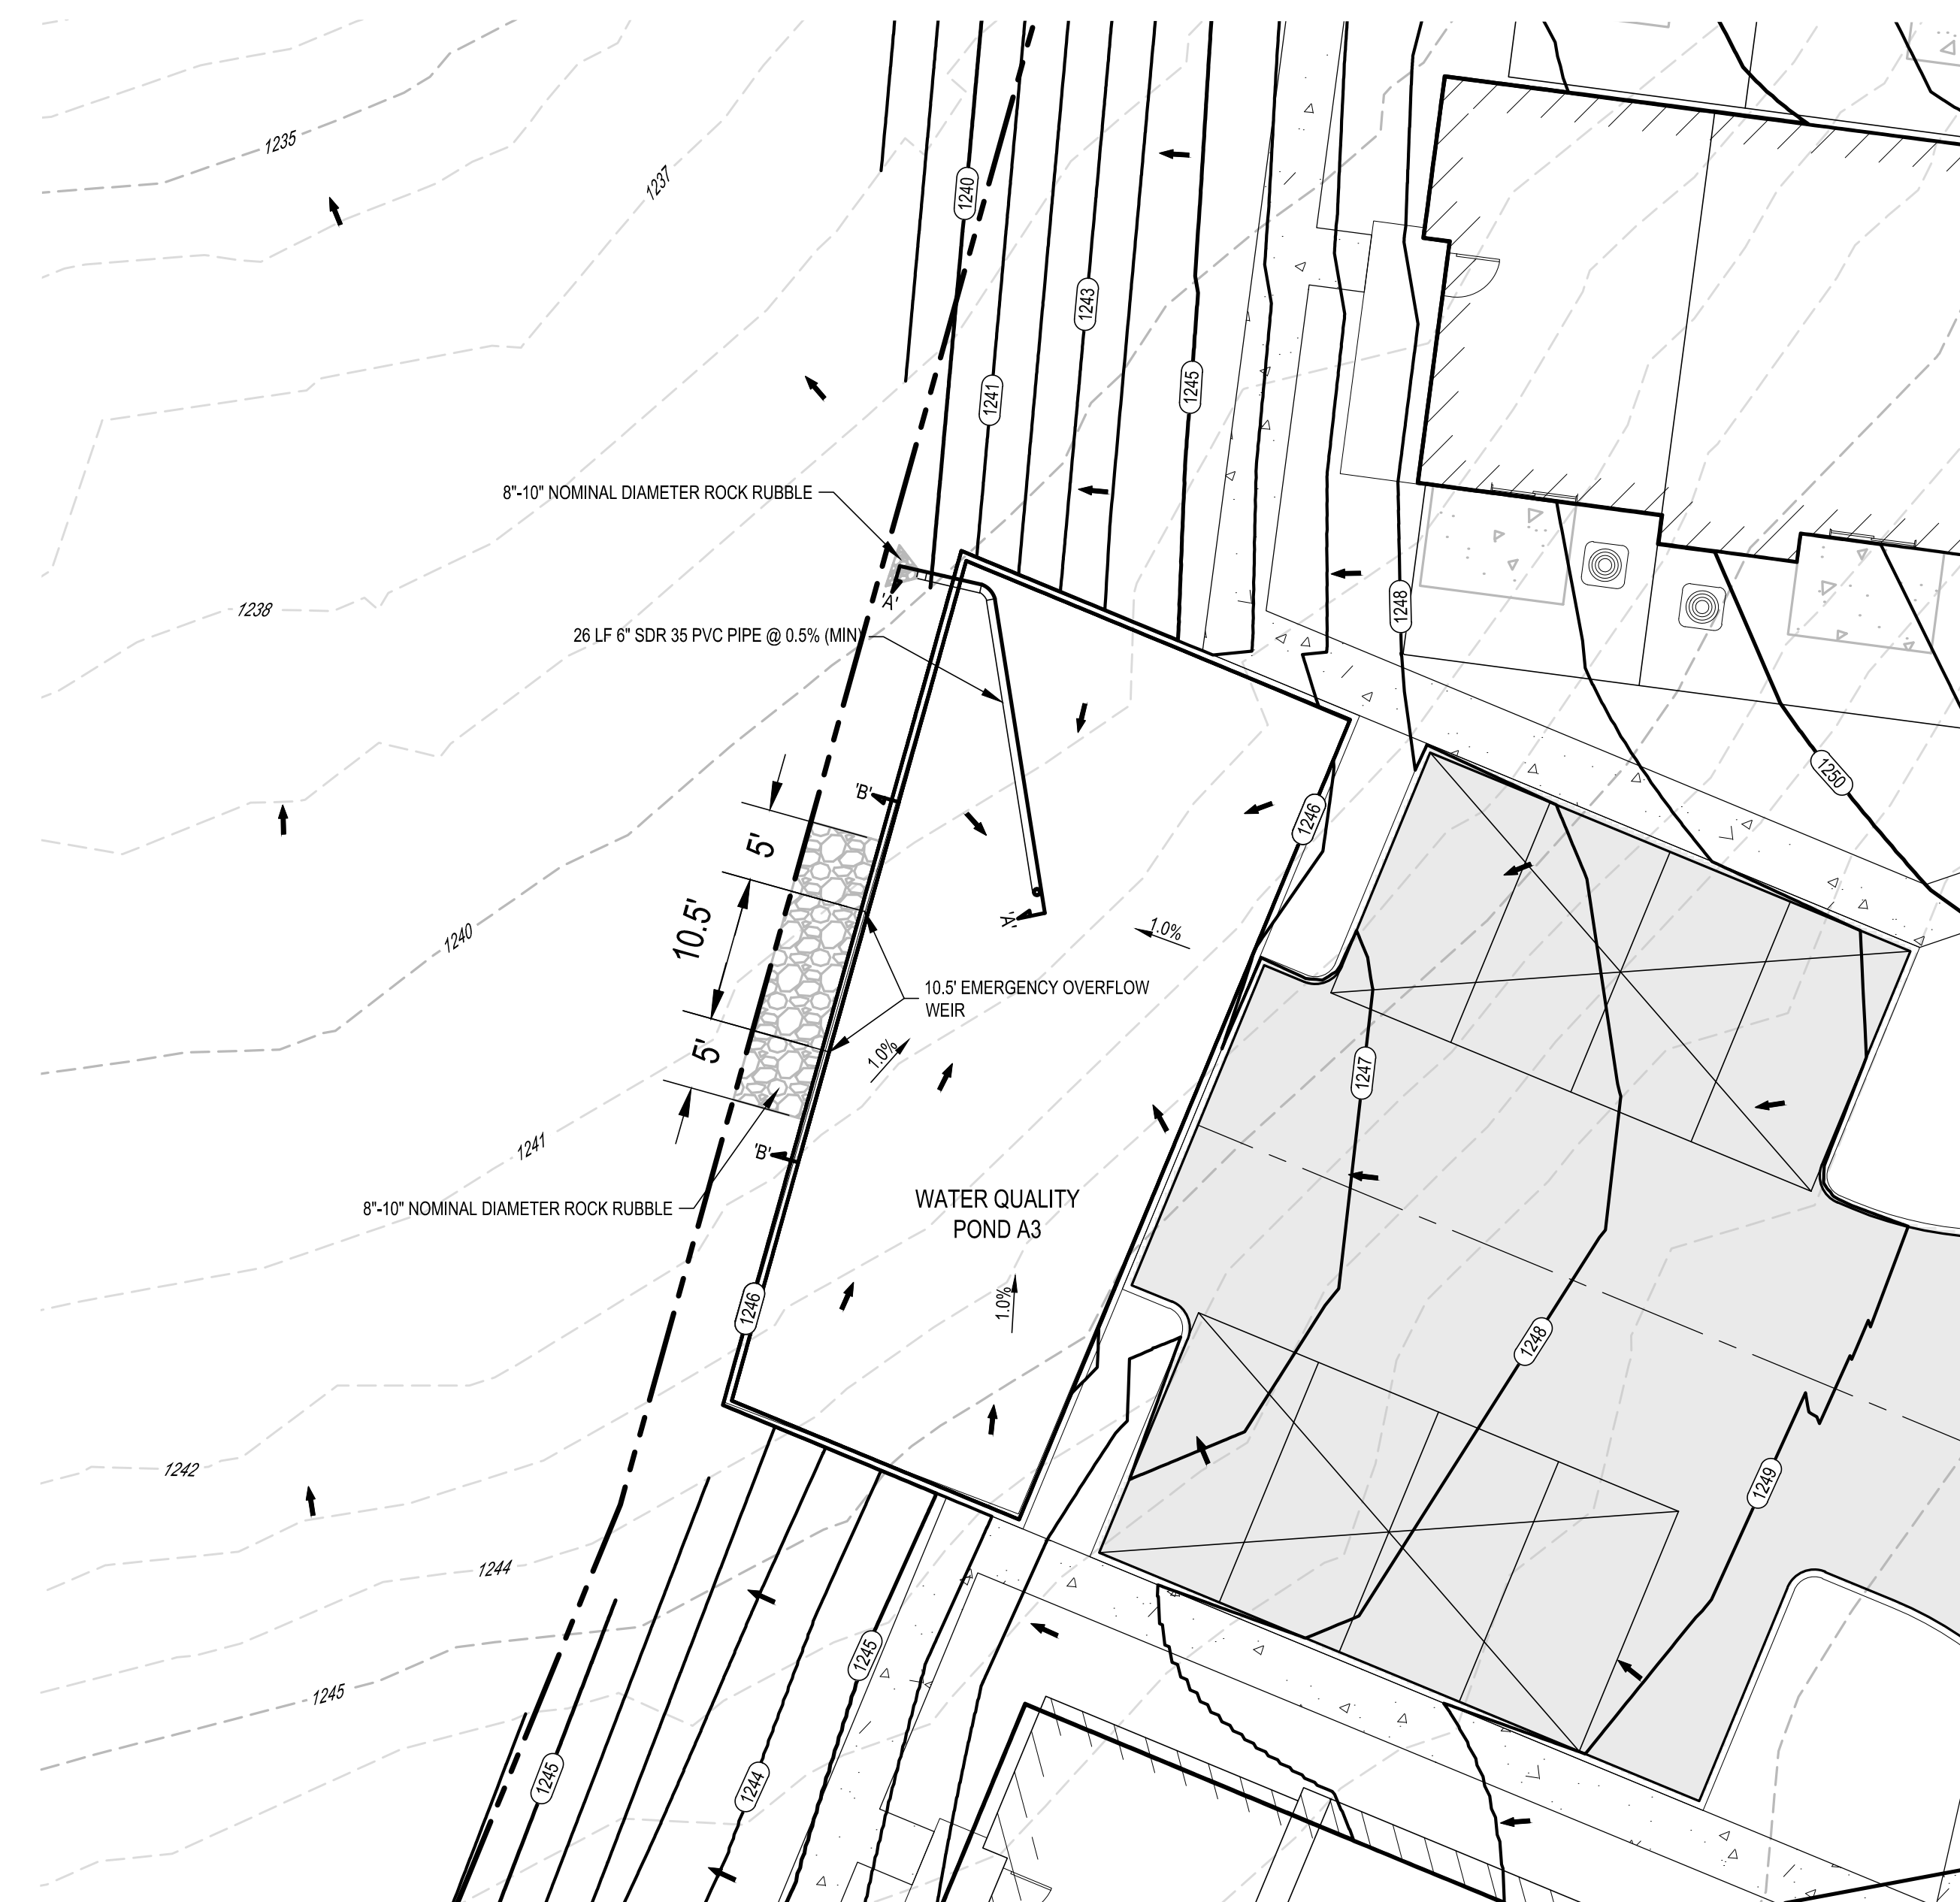 1235
1237
1240
1243
1241
1245
8"-10" NOMINAL DIAMETER ROCK RUBBLE
1238
'A'
1248
26 LF 6" SDR 35 PVC PIPE @ 0.5% (MIN)
1250
'B'
1246
5'
10.5'
'A'
1.0%
1240
10.5' EMERGENCY OVERFLOW
WEIR
5'
1.0%
1247
1241
'B'
8"-10" NOMINAL DIAMETER ROCK RUBBLE
WATER QUALITY
POND A3
1246
1.0%
1248
1242
1249
1244
1245
1245
1245
1244